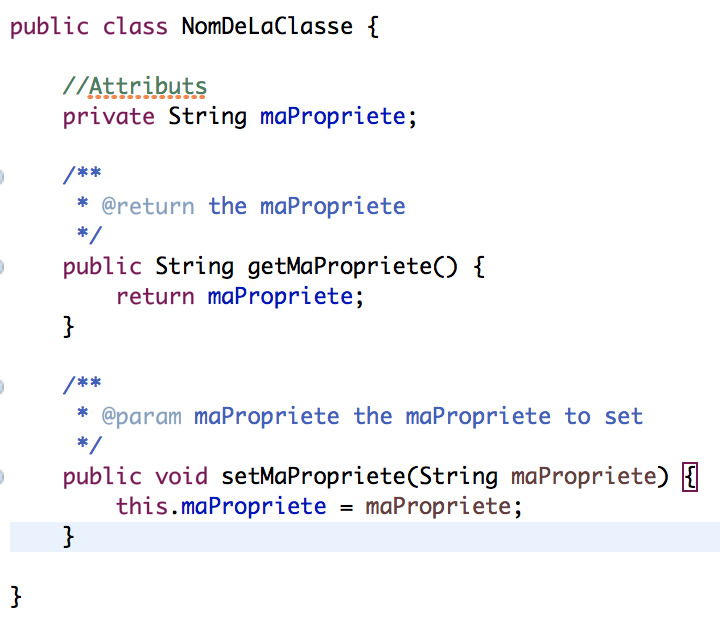 public class NomDeLaClasse {
//Attributs
private String maPropriete;
/**
* @return the maPropriete
*/
public String getMaPropriete() {
return maPropriete;
}
/**
* @param maPropriete the maPropriete to set
*/
public void setMaPropriete(String maPropriete) {
this.maPropriete = maPropriete;
}
}